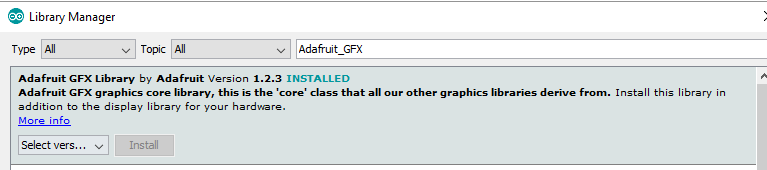 Library Manager
Type All Topic All Adafruit_GFX
Adafruit GFX Library by Adafruit Version 1.2.3 INSTALLED
Adafruit GFX graphics core library, this is the 'core' class that all our other graphics libraries derive from. Install this library in
addition to the display library for your hardware.
More info
Select vers... Install